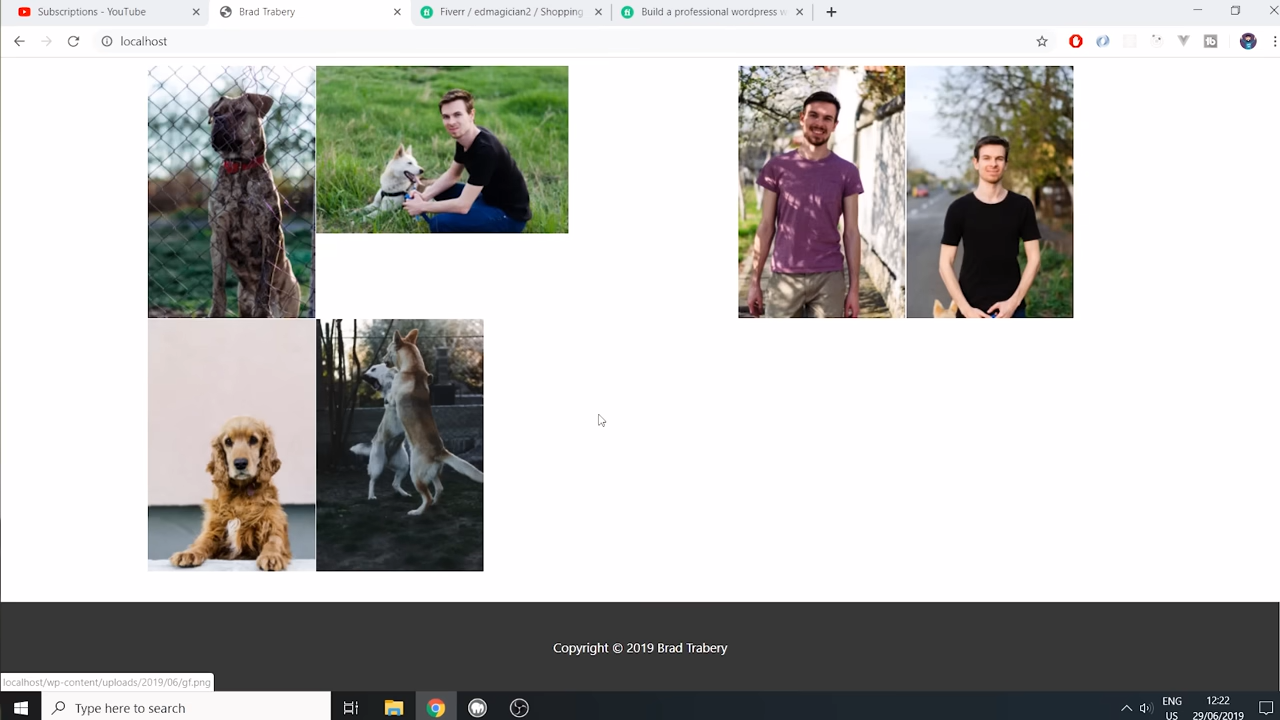 Subscriptions - YouTube
Brad Trabery
Fiverr / edmagician2 / Shopping
Build a professional wordpress w
localhost
Copyright © 2019 Brad Trabery
localhost/wp-content/uploads/2019/06/gf.png
Type here to search
ENG
US
12:22
29/06/2019